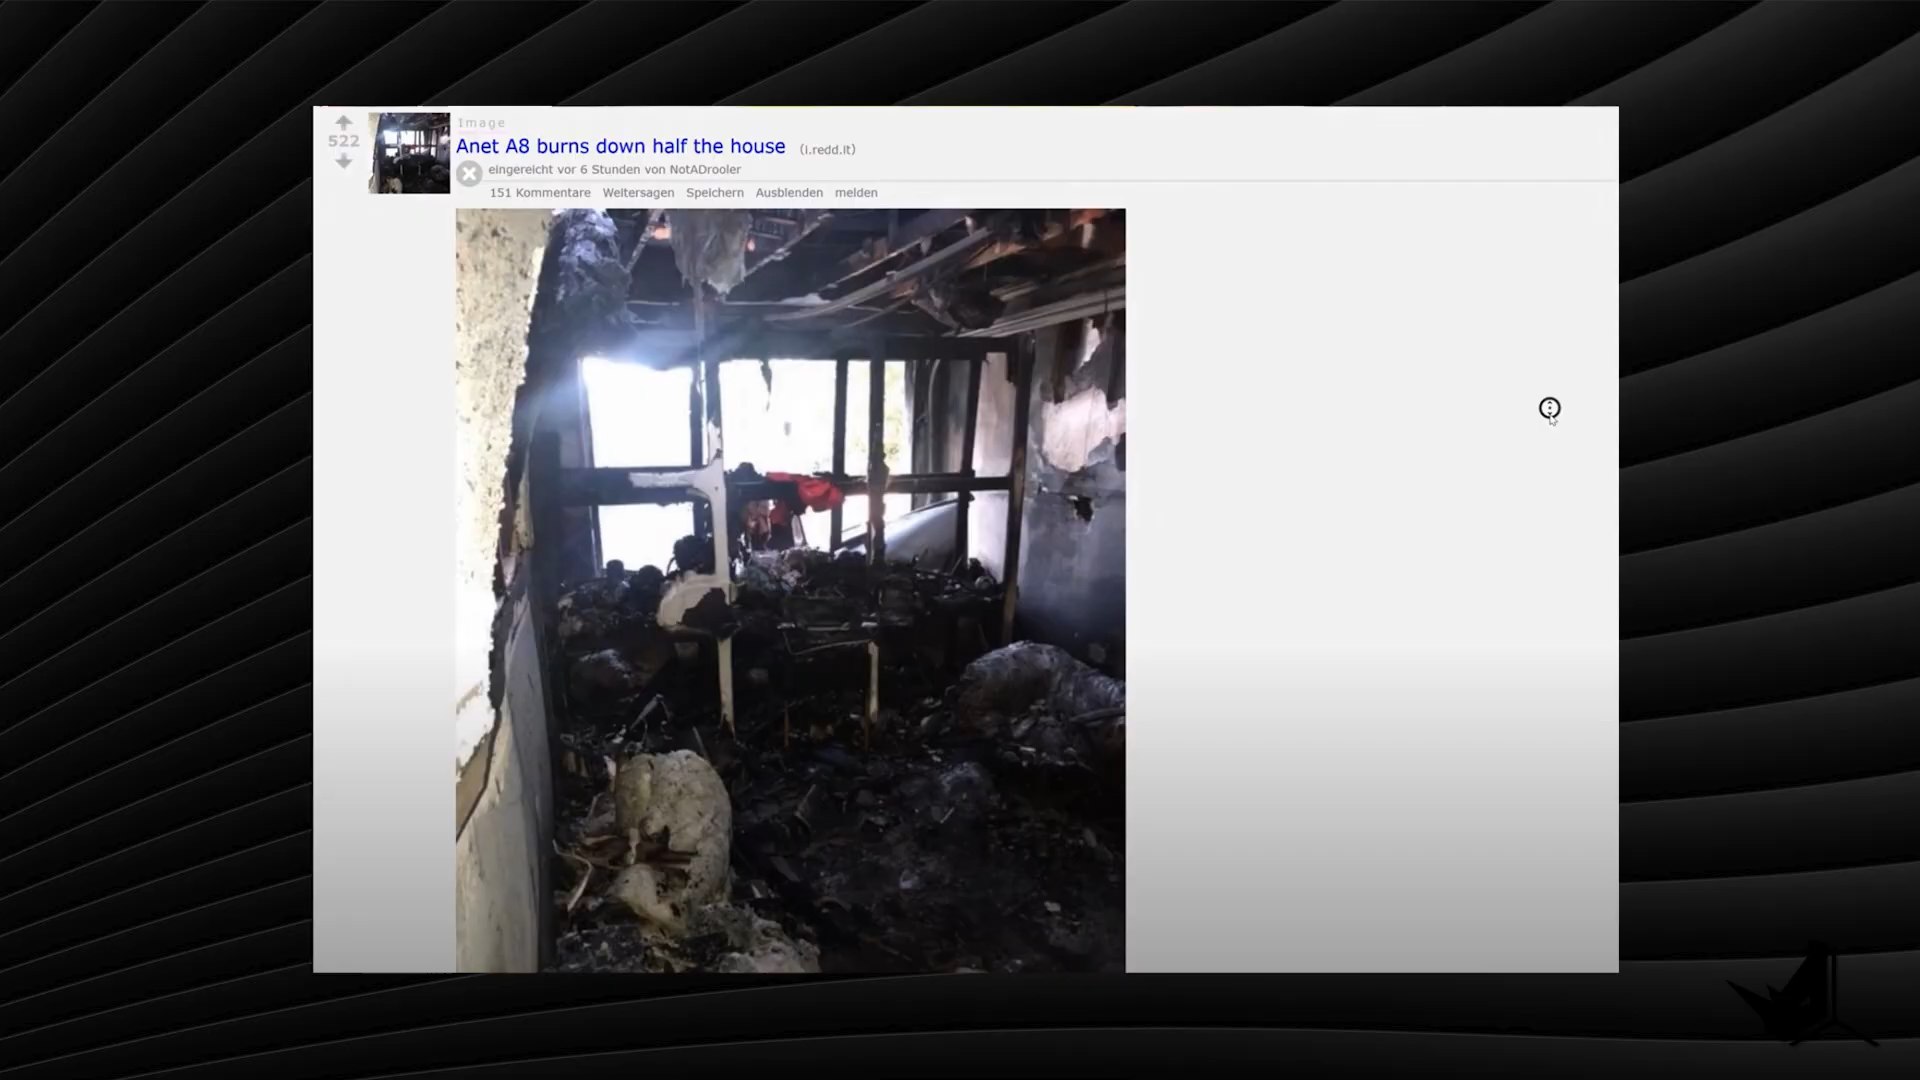 Image
522
Anet A8 burns down half the house (i.redd.it)
eingereicht vor 6 Stunden von NotADrooler
151 Kommentare Weitersagen Speichern Ausblenden melden